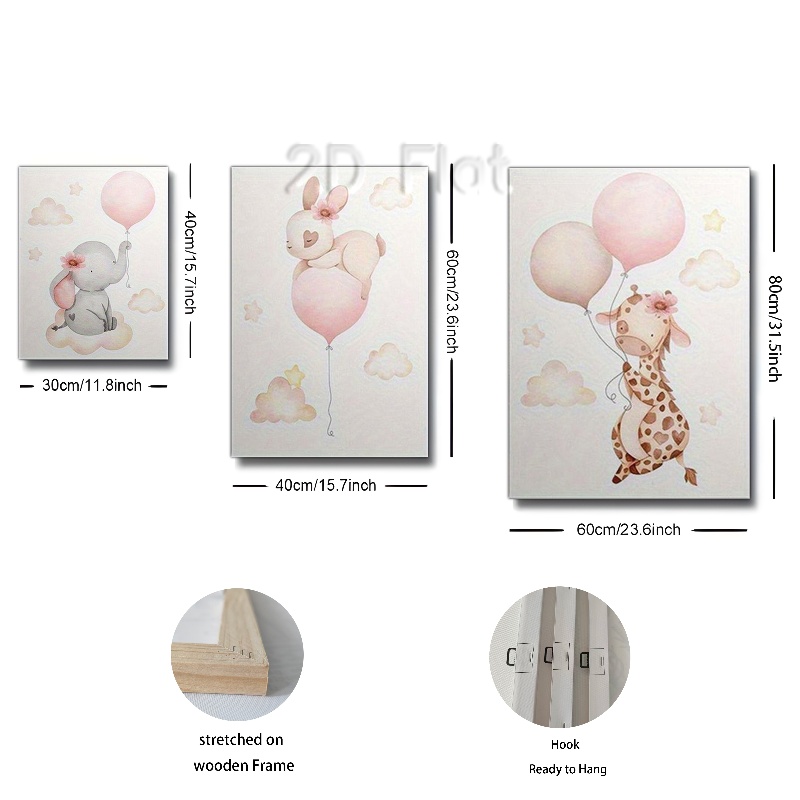 2D Flat
40cm/15.7inch
30cm/11.8inch
60cm/23.6inch
40cm/15.7inch
80cm/31.5inch
60cm/23.6inch
stretched on
wooden Frame
Hook
Ready to Hang